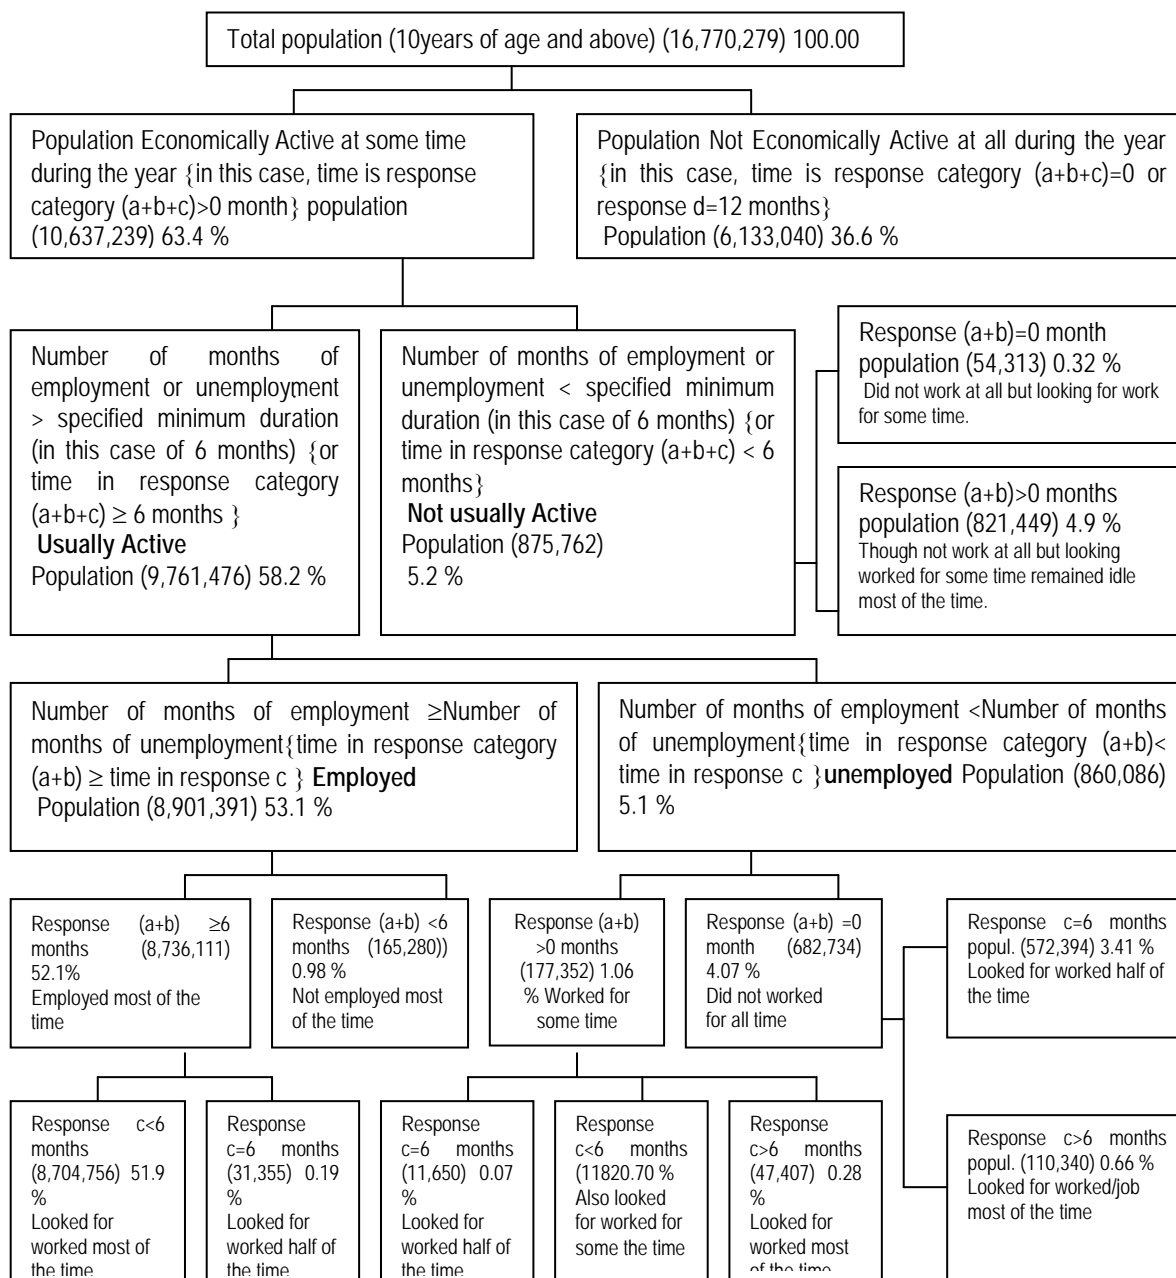 Total population (10years of age and above) (16,770,279) 100.00
Population Economically Active at some time
during the year {in this case, time is response
category (a+b+c)>0 month} population
(10,637,239) 63.4 %
Population Not Economically Active at all during the year
{in this case, time is response category (a+b+c)=0 or
response d=12 months}
Population (6,133,040) 36.6 %
Number of months of
employment or unemployment
> specified minimum duration
(in this case of 6 months) {or
time in response category
(a+b+c) ≥ 6 months }
Usually Active
Population (9,761,476) 58.2 %
Number of months of employment or
unemployment < specified minimum
duration (in this case of 6 months) {or
time in response category (a+b+c) < 6
months}
Not usually Active
Population (875,762)
5.2 %
Response (a+b)=0 month
population (54,313) 0.32 %
Did not work at all but looking for work
for some time.
Response (a+b)>0 months
population (821,449) 4.9 %
Though not work at all but looking
worked for some time remained idle
most of the time.
Number of months of employment ≥Number of
months of unemployment{time in response category
(a+b) ≥ time in response c } Employed
Population (8,901,391) 53.1 %
Number of months of employment <Number of months
of unemployment{time in response category (a+b)<
time in response c }unemployed Population (860,086)
5.1 %
Response (a+b) ≥6
months (8,736,111)
52.1%
Employed most of the
time
Response (a+b) <6
months (165,280))
0.98 %
Not employed most
of the time
Response (a+b)
>0 months
(177,352) 1.06
% Worked for
some time
Response (a+b) =0
month (682,734)
4.07 %
Did not worked
for all time
Response c=6 months
popul. (572,394) 3.41 %
Looked for worked half of
the time
Response c<6
months
(8,704,756) 51.9
%
Looked for
worked most of
the time
Response
c=6 months
(31,355) 0.19
%
Looked for
worked half of
the time
Response
c=6 months
(11,650) 0.07
%
Looked for
worked half of
the time
Response
c<6 months
(11820.70 %
Also looked
for worked for
some the time
Response
c>6 months
(47,407) 0.28
%
Looked for
worked most
of the time
Response c>6 months
popul. (110,340) 0.66 %
Looked for worked/job
most of the time